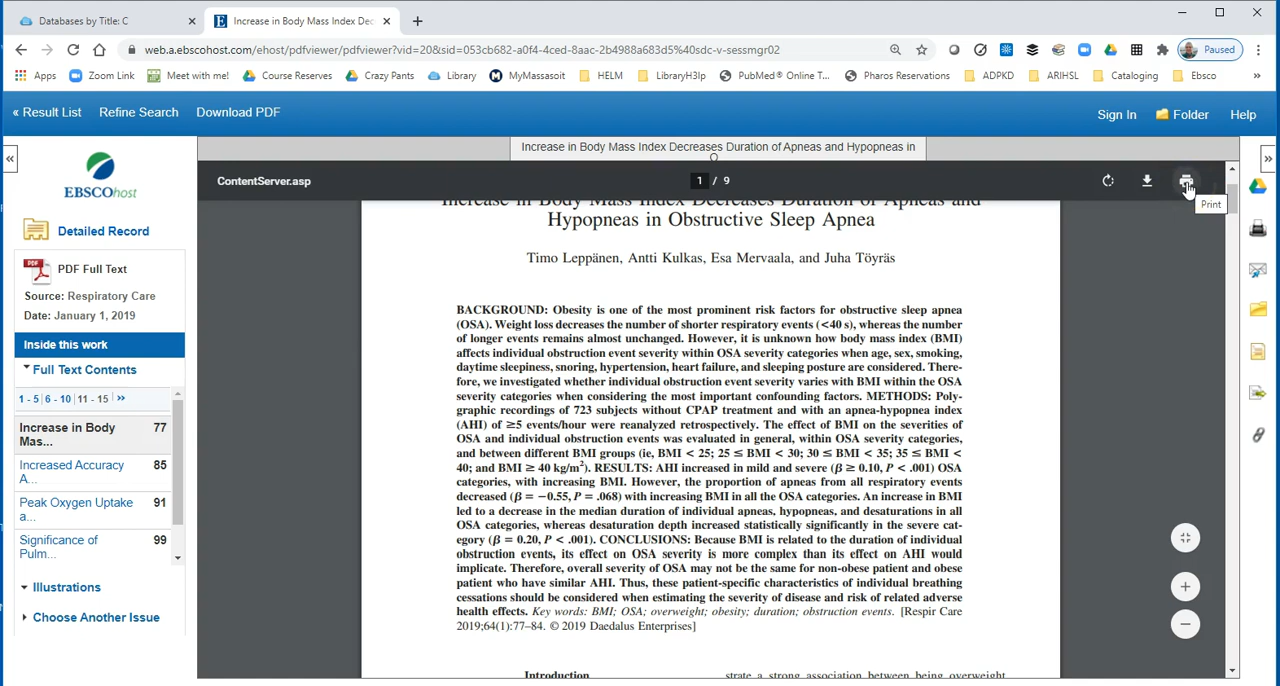 Databases by Title: C
Increase in Body Mass Index Dec
web.a.ebscohost.com/ehost/pdfviewer/pdfviewer?vid=20&sid=053cb682-a0f4-4ced-8aac-2b4988a683d5%40sdc-v-sessmgr02
Paused
Apps
Zoom Link
Meet with me!
Course Reserves
Crazy Pants
Library
MyMassasoit
HELM
LibraryH3lp
PubMed® Online T...
Pharos Reservations
ADPKD
ARIHSL
Cataloging
Ebsco
»
« Result List
Refine Search
Download PDF
Sign In
Folder
Help
«
EBSCOhost
Detailed Record
PDF
PDF Full Text
Source: Respiratory Care
Date: January 1, 2019
Inside this work
Full Text Contents
1 - 5 | 6 - 10 | 11 - 15 | »
Increase in Body 77
Mas...
Increased Accuracy 85
A...
Peak Oxygen Uptake 91
a...
Significance of 99
Pulm...
Illustrations
Choose Another Issue
Increase in Body Mass Index Decreases Duration of Apneas and Hypopneas in
O
ContentServer.asp
1 / 9
Print
»
Increase in Body Mass Index Decreases Duration of Apneas and
Hypopneas in Obstructive Sleep Apnea
Timo Leppänen, Antti Kulkas, Esa Mervaala, and Juha Töyräs
BACKGROUND: Obesity is one of the most prominent risk factors for obstructive sleep apnea
(OSA). Weight loss decreases the number of shorter respiratory events (<40 s), whereas the number
of longer events remains almost unchanged. However, it is unknown how body mass index (BMI)
affects individual obstruction event severity within OSA severity categories when age, sex, smoking,
daytime sleepiness, snoring, hypertension, heart failure, and sleeping posture are considered. There-
fore, we investigated whether individual obstruction event severity varies with BMI within the OSA
severity categories when considering the most important confounding factors. METHODS: Poly-
graphic recordings of 723 subjects without CPAP treatment and with an apnea-hypopnea index
(AHI) of ≥5 events/hour were reanalyzed retrospectively. The effect of BMI on the severities of
OSA and individual obstruction events was evaluated in general, within OSA severity categories,
and between different BMI groups (ie, BMI < 25; 25 ≤ BMI < 30; 30 ≤ BMI < 35; 35 ≤ BMI <
40; and BMI ≥ 40 kg/m²). RESULTS: AHI increased in mild and severe (β ≥ 0.10, P < .001) OSA
categories, with increasing BMI. However, the proportion of apneas from all respiratory events
decreased (β = −0.55, P = .068) with increasing BMI in all the OSA categories. An increase in BMI
led to a decrease in the median duration of individual apneas, hypopneas, and desaturations in all
OSA categories, whereas desaturation depth increased statistically significantly in the severe cat-
egory (β = 0.20, P < .001). CONCLUSIONS: Because BMI is related to the duration of individual
obstruction events, its effect on OSA severity is more complex than its effect on AHI would
implicate. Therefore, overall severity of OSA may not be the same for non-obese patient and obese
patient who have similar AHI. Thus, these patient-specific characteristics of individual breathing
cessations should be considered when estimating the severity of disease and risk of related adverse
health effects. Key words: BMI; OSA; overweight; obesity; duration; obstruction events. [Respir Care
2019;64(1):77–84. © 2019 Daedalus Enterprises]
Introduction
strate a strong association between being overweight